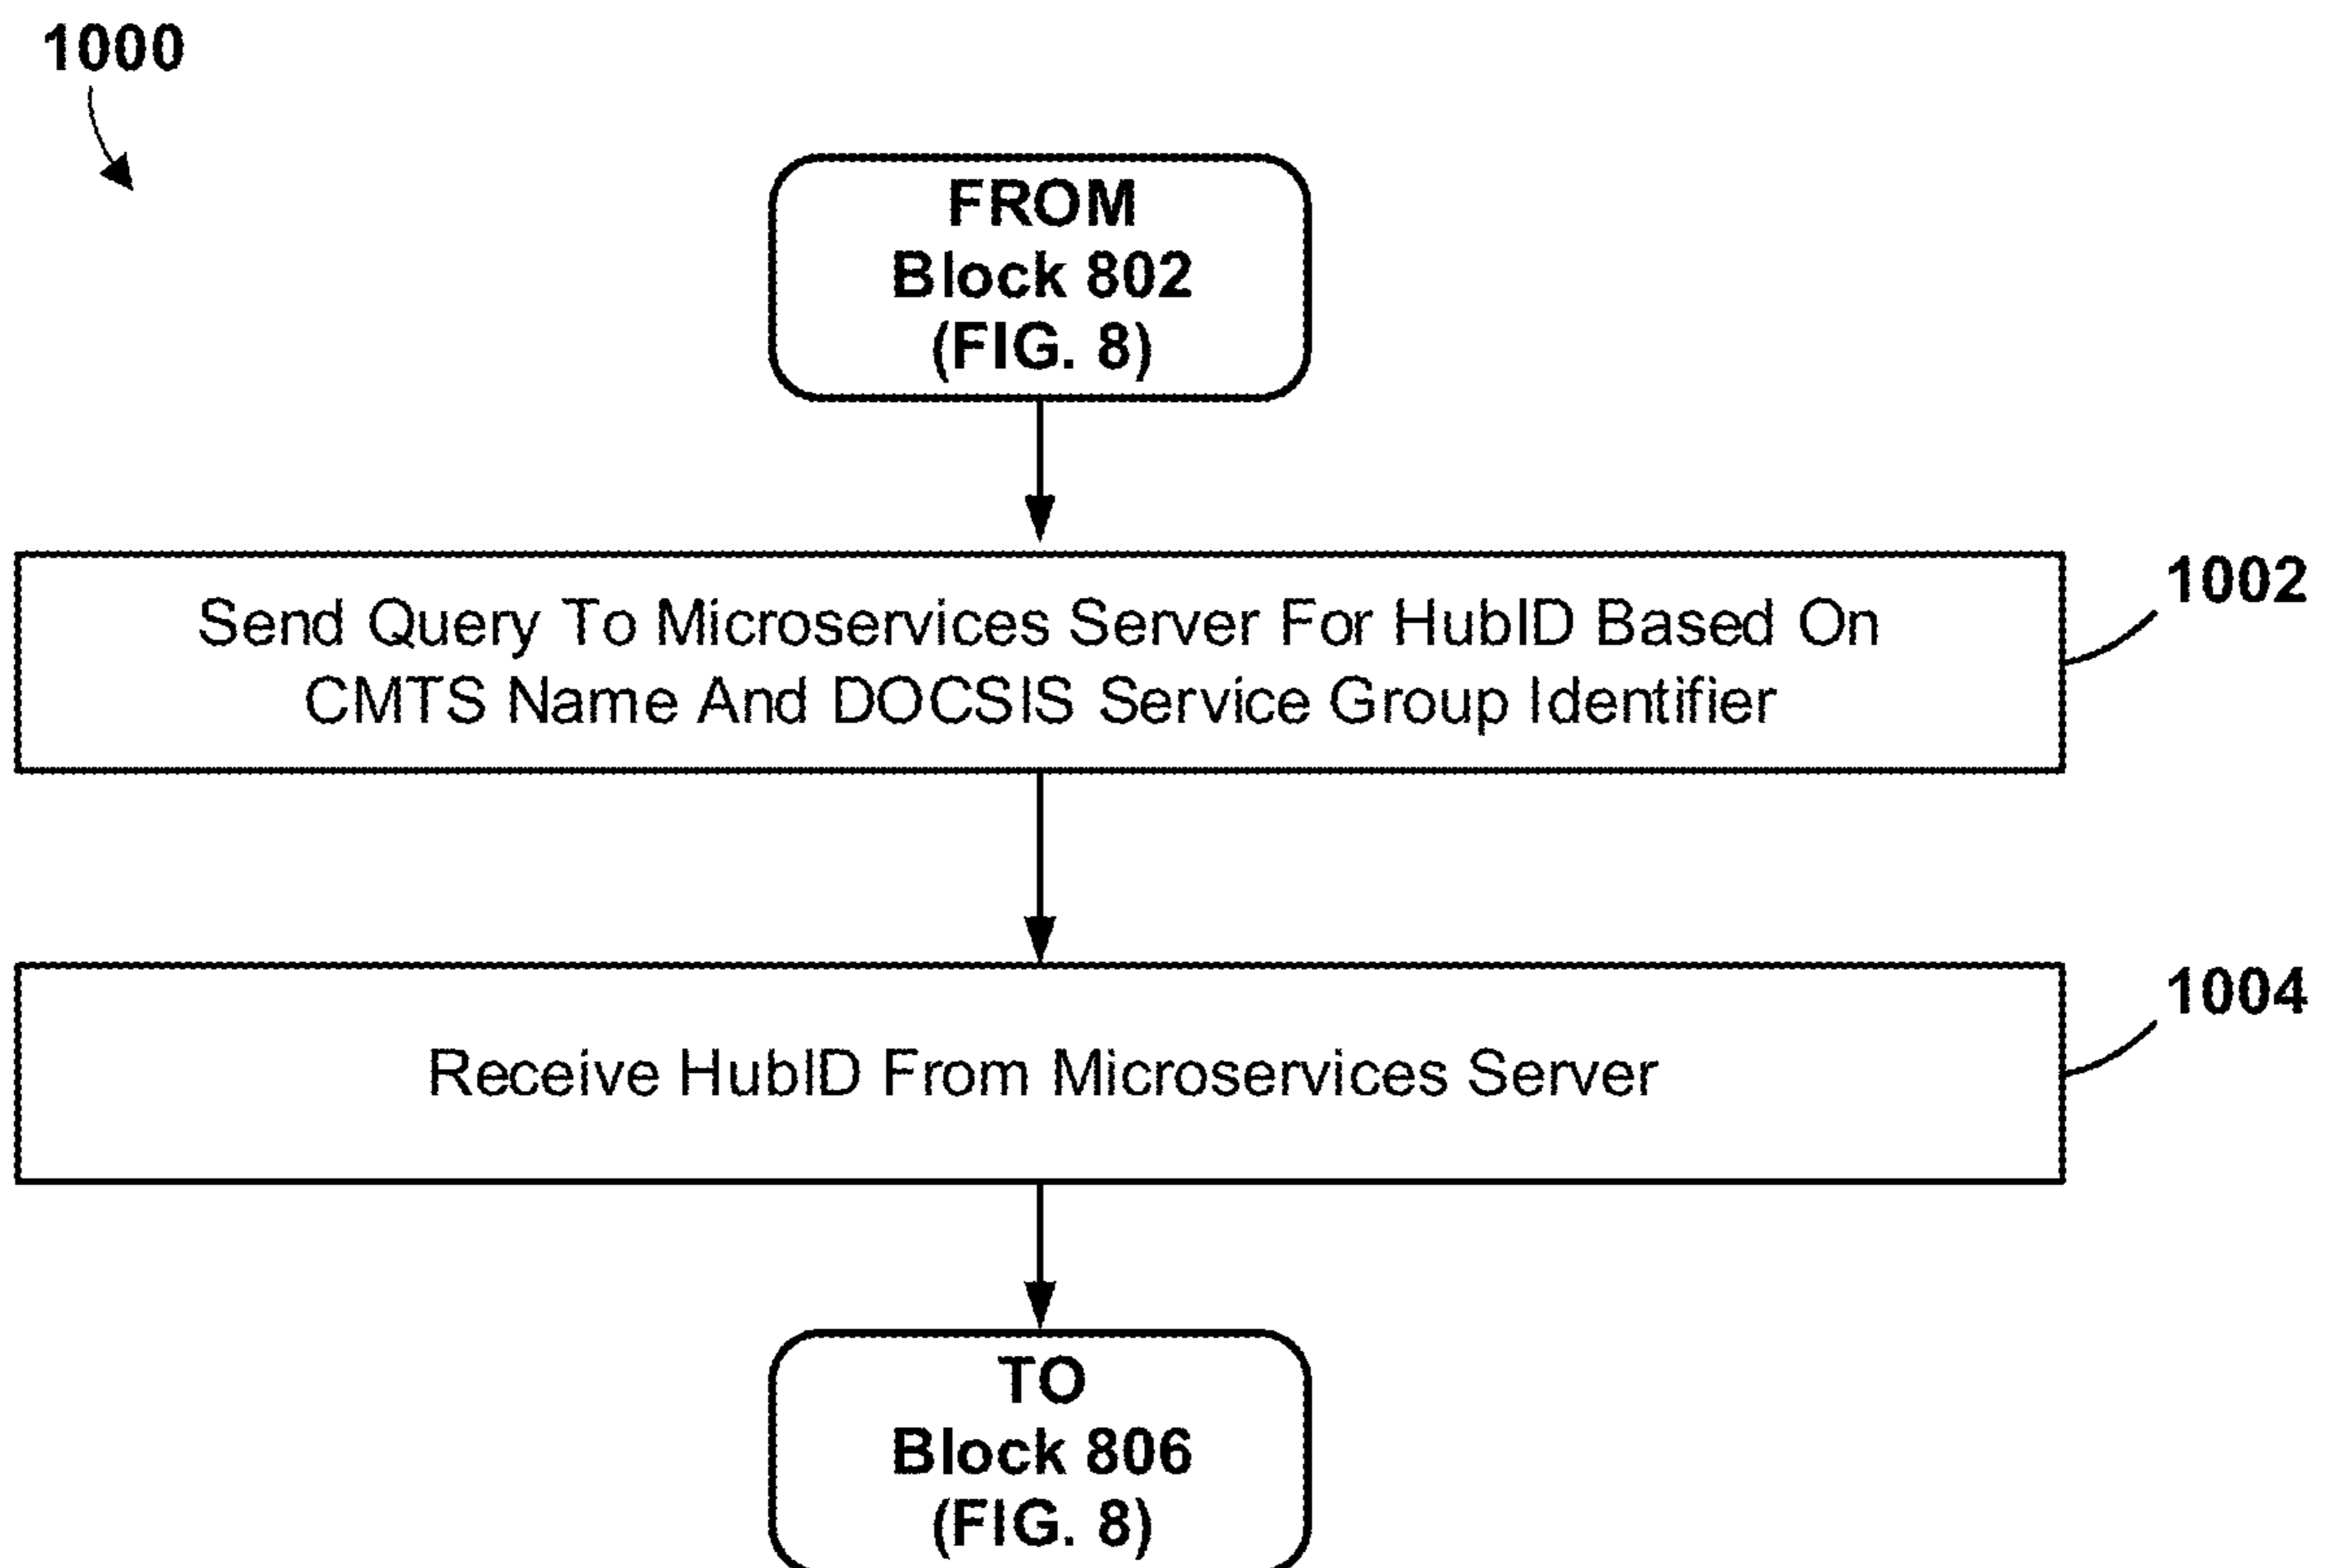 1000
FROM
Block 802
(FIG. 8)
1002
Send Query To Microservices Server For HubID Based On
CMTS Name And DOCSIS Service Group Identifier
1004
Receive HubID From Microservices Server
TO
Block 806
(FIG. 8)